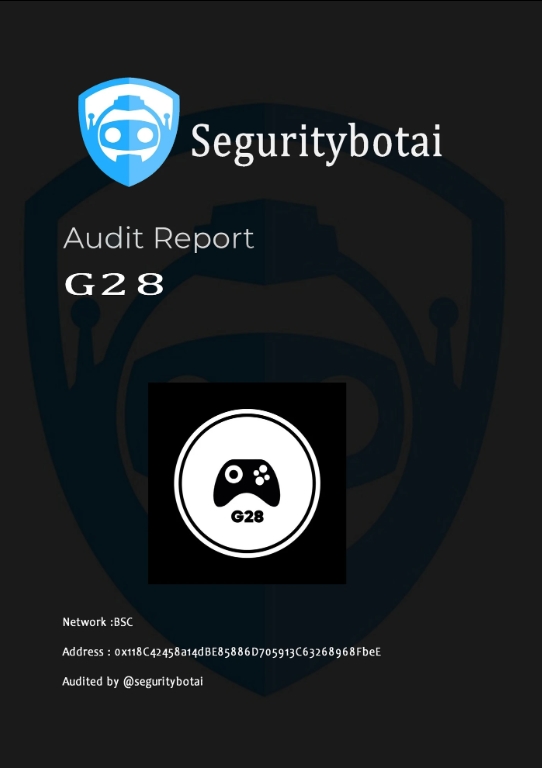 Seguritybotai
Audit Report
G28
G28
Network :BSC
Address : 0x118C42458a14dBE85886D705913C63268968FbeE
Audited by @seguritybotai